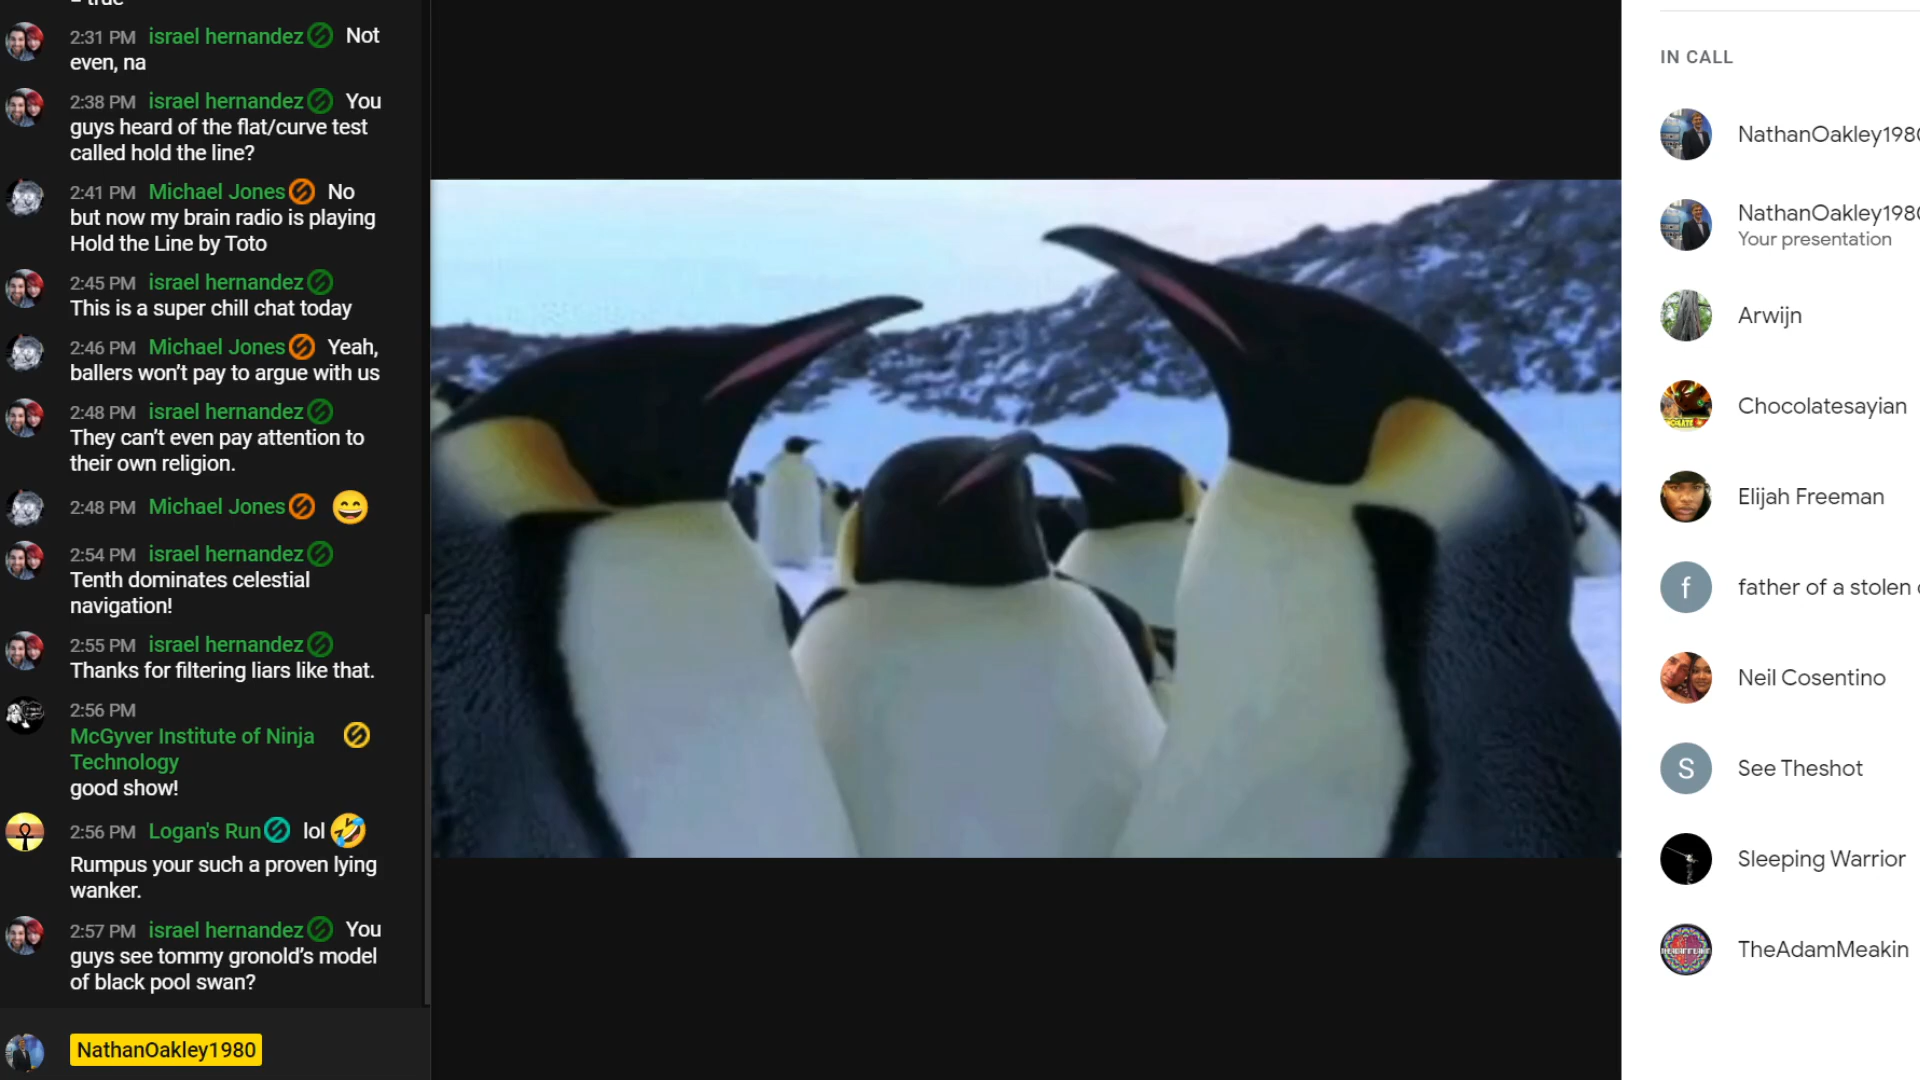 = true
2:31 PM israel hernandez Not
even, na
2:38 PM israel hernandez You
guys heard of the flat/curve test
called hold the line?
2:41 PM Michael Jones No
but now my brain radio is playing
Hold the Line by Toto
2:45 PM israel hernandez
This is a super chill chat today
2:46 PM Michael Jones Yeah,
ballers won’t pay to argue with us
2:48 PM israel hernandez
They can’t even pay attention to
their own religion.
2:48 PM Michael Jones 😄
2:54 PM israel hernandez
Tenth dominates celestial
navigation!
2:55 PM israel hernandez
Thanks for filtering liars like that.
2:56 PM
McGyver Institute of Ninja
Technology
good show!
2:56 PM Logan's Run lol 🤣
Rumpus your such a proven lying
wanker.
2:57 PM israel hernandez You
guys see tommy gronold’s model
of black pool swan?
NathanOakley1980
IN CALL
NathanOakley1980
NathanOakley1980
Your presentation
Arwijn
Chocolatesayian
Elijah Freeman
f
father of a stolen
Neil Cosentino
S
See Theshot
Sleeping Warrior
TheAdamMeakin